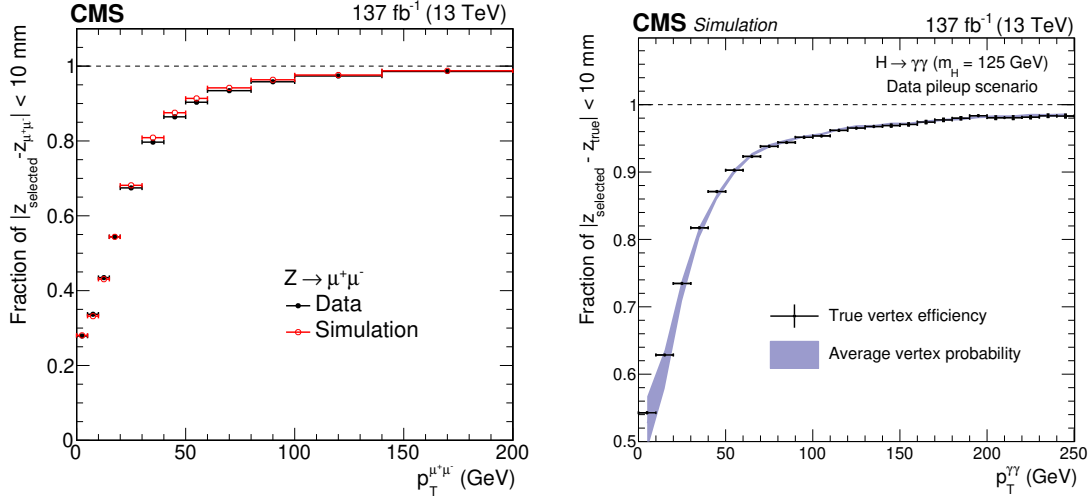 CMS 137 fb⁻¹ (13 TeV)
Fraction of |z_selected-z_μ⁺μ⁻| < 10 mm
1
0.8
0.6
0.4
0.2
0
Z → μ⁺μ⁻
Data
Simulation
0 50 100 150 200
p_T^μ⁺μ⁻ (GeV)
CMS Simulation 137 fb⁻¹ (13 TeV)
Fraction of |z_selected - z_true| < 10 mm
H → γγ (m_H = 125 GeV)
Data pileup scenario
1
0.9
0.8
0.7
0.6
0.5
True vertex efficiency
Average vertex probability
0 50 100 150 200 250
p_T^γγ (GeV)